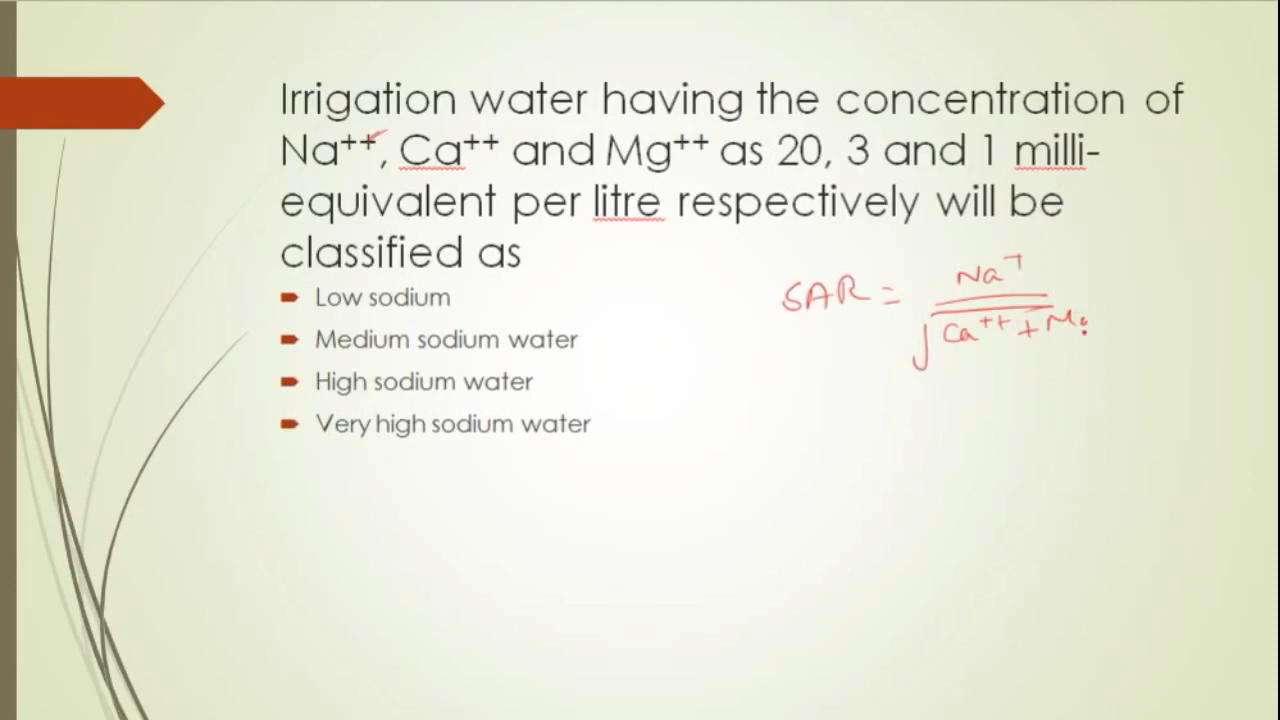 Irrigation water having the concentration of
Na⁺⁺, Ca⁺⁺ and Mg⁺⁺ as 20, 3 and 1 milli-
equivalent per litre respectively will be
classified as
Low sodium
Medium sodium water
High sodium water
Very high sodium water
SAR = Na⁺
√Ca⁺⁺ + M